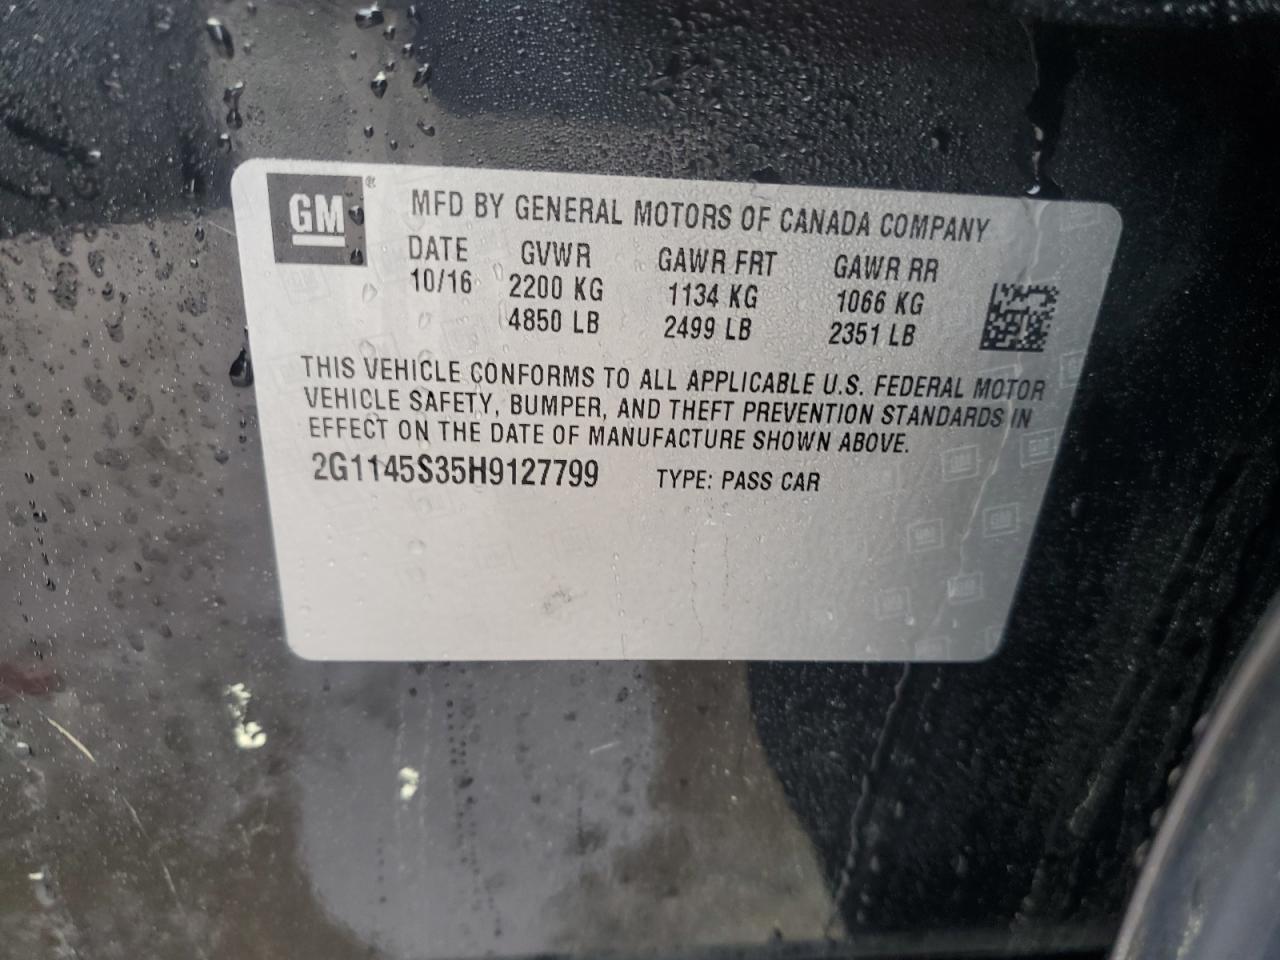 GM®
MFD BY GENERAL MOTORS OF CANADA COMPANY
DATE GVWR GAWR FRT GAWR RR
10/16 2200 KG 1134 KG 1066 KG
4850 LB 2499 LB 2351 LB
THIS VEHICLE CONFORMS TO ALL APPLICABLE U.S. FEDERAL MOTOR
VEHICLE SAFETY, BUMPER, AND THEFT PREVENTION STANDARDS IN
EFFECT ON THE DATE OF MANUFACTURE SHOWN ABOVE.
2G1145S35H9127799 TYPE: PASS CAR